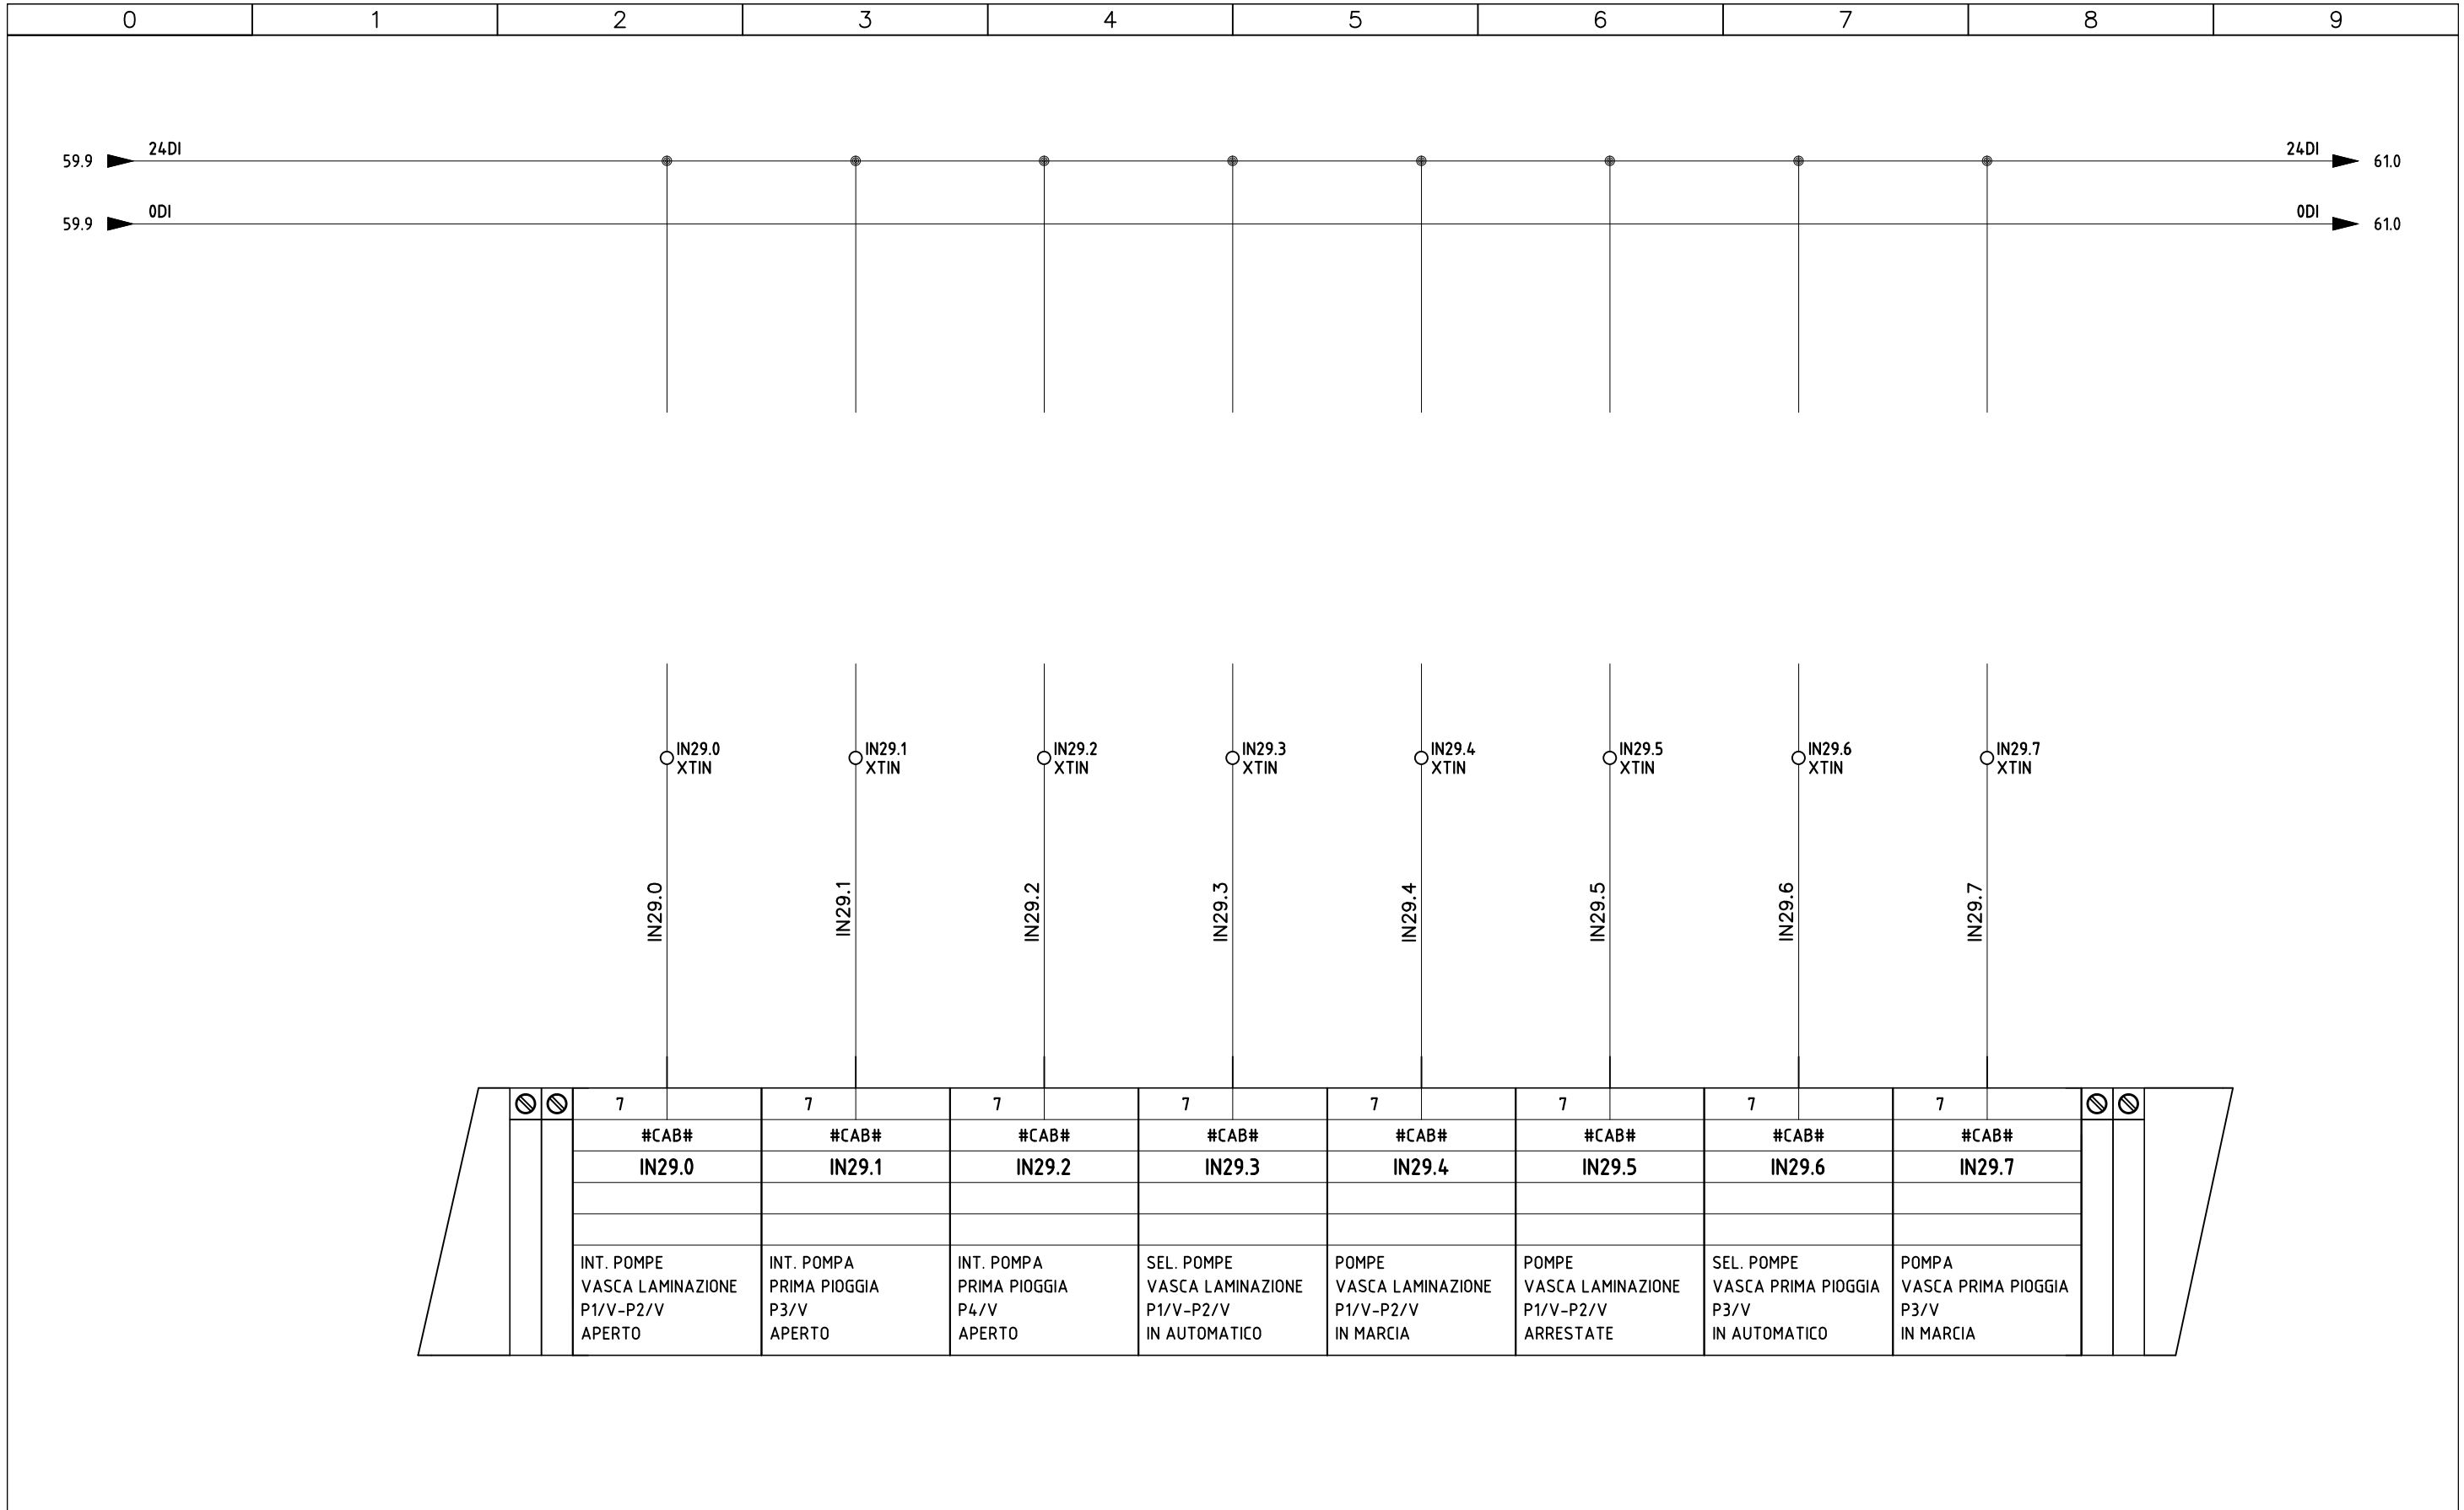 0 1 2 3 4 5 6 7 8 9
24DI 24DI
59.9 61.0
0DI 0DI
59.9 61.0
IN29.0 IN29.1 IN29.2 IN29.3 IN29.4 IN29.5 IN29.6 IN29.7
XTIN XTIN XTIN XTIN XTIN XTIN XTIN XTIN
IN29.0 IN29.1 IN29.2 IN29.3 IN29.4 IN29.5 IN29.6 IN29.7
7 7 7 7 7 7 7 7
#CAB# #CAB# #CAB# #CAB# #CAB# #CAB# #CAB# #CAB#
IN29.0 IN29.1 IN29.2 IN29.3 IN29.4 IN29.5 IN29.6 IN29.7
INT. POMPE
VASCA LAMINAZIONE
P1/V-P2/V
APERTO
INT. POMPA
PRIMA PIOGGIA
P3/V
APERTO
INT. POMPA
PRIMA PIOGGIA
P4/V
APERTO
SEL. POMPE
VASCA LAMINAZIONE
P1/V-P2/V
IN AUTOMATICO
POMPE
VASCA LAMINAZIONE
P1/V-P2/V
IN MARCIA
POMPE
VASCA LAMINAZIONE
P1/V-P2/V
ARRESTATE
SEL. POMPE
VASCA PRIMA PIOGGIA
P3/V
IN AUTOMATICO
POMPA
VASCA PRIMA PIOGGIA
P3/V
IN MARCIA